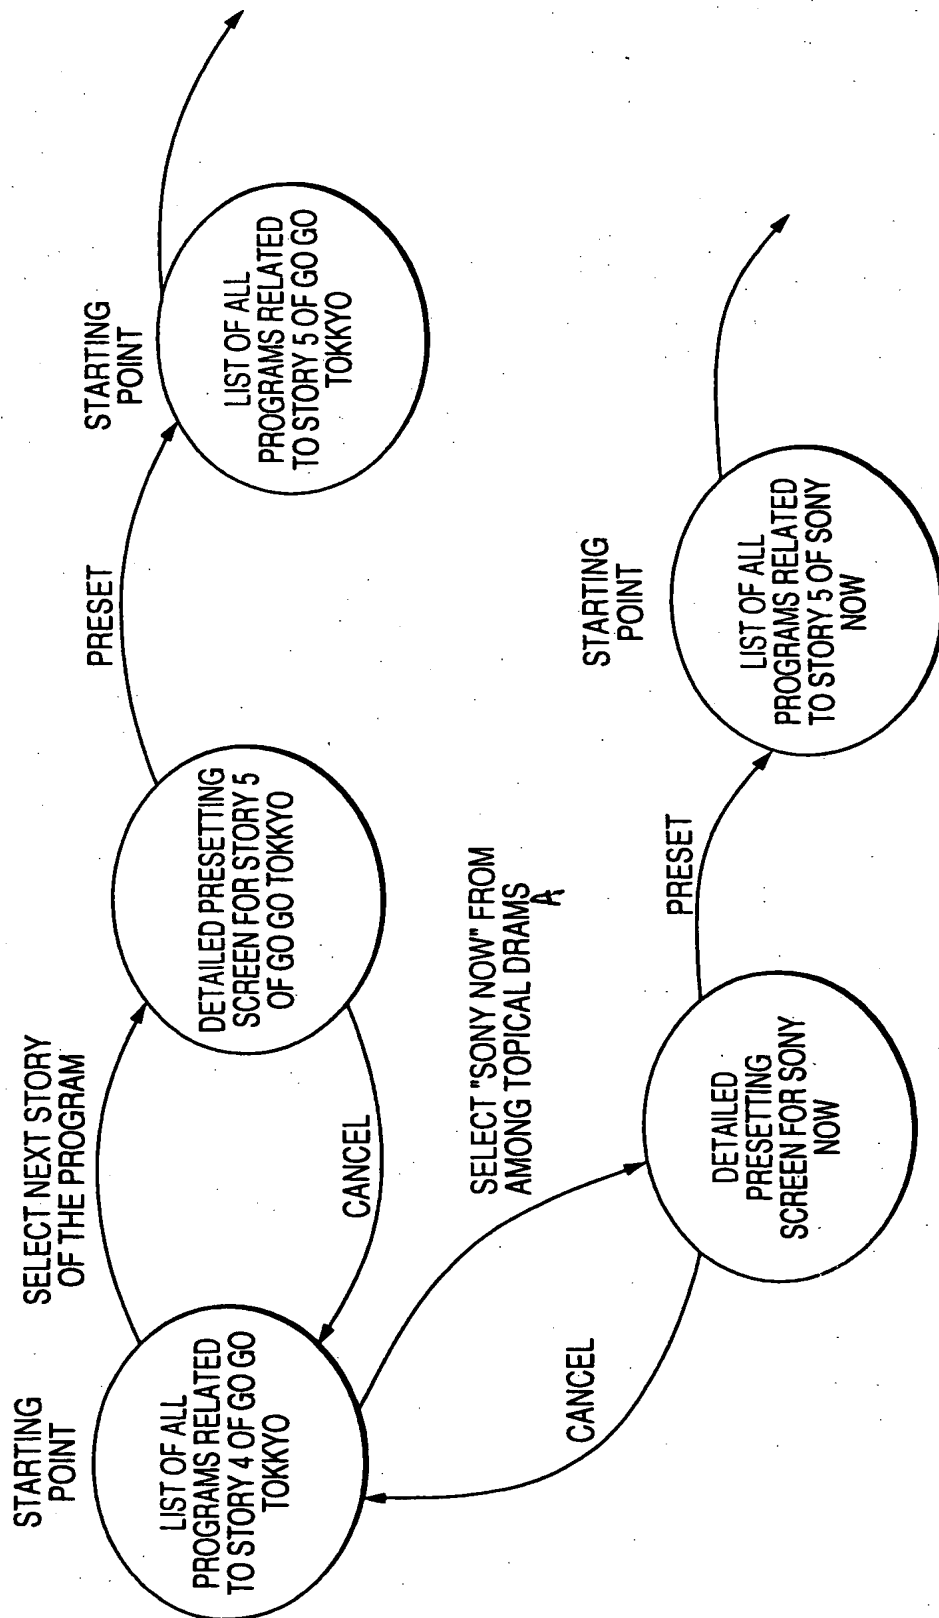 STARTING
POINT
LIST OF ALL
PROGRAMS RELATED
TO STORY 4 OF GO GO
TOKKYO
SELECT NEXT STORY
OF THE PROGRAM
CANCEL
DETAILED PRESETTING
SCREEN FOR STORY 5
OF GO GO TOKKYO
PRESET
STARTING
POINT
LIST OF ALL
PROGRAMS RELATED
TO STORY 5 OF GO GO
TOKKYO
SELECT "SONY NOW" FROM
AMONG TOPICAL DRAMS
A
CANCEL
DETAILED
PRESETTING
SCREEN FOR SONY
NOW
PRESET
STARTING
POINT
LIST OF ALL
PROGRAMS RELATED
TO STORY 5 OF SONY
NOW